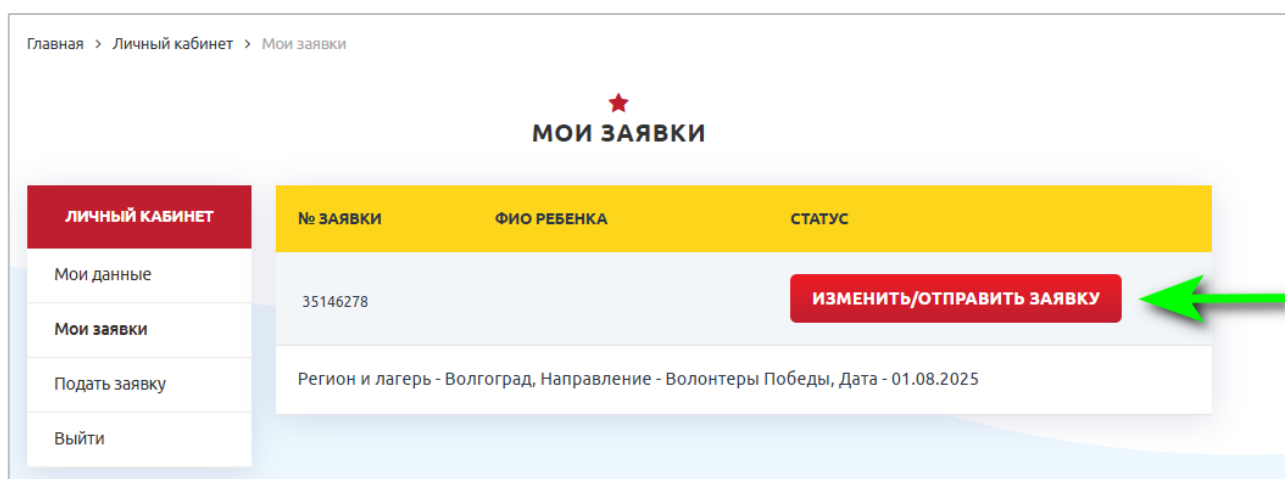 Главная > Личный кабинет > Мои заявки
МОИ ЗАЯВКИ
ЛИЧНЫЙ КАБИНЕТ
Мои данные
Мои заявки
Подать заявку
Выйти
№ ЗАЯВКИ ФИО РЕБЕНКА СТАТУС
35146278 ИЗМЕНИТЬ/ОТПРАВИТЬ ЗАЯВКУ
Регион и лагерь - Волгоград, Направление - Волонтеры Победы, Дата - 01.08.2025